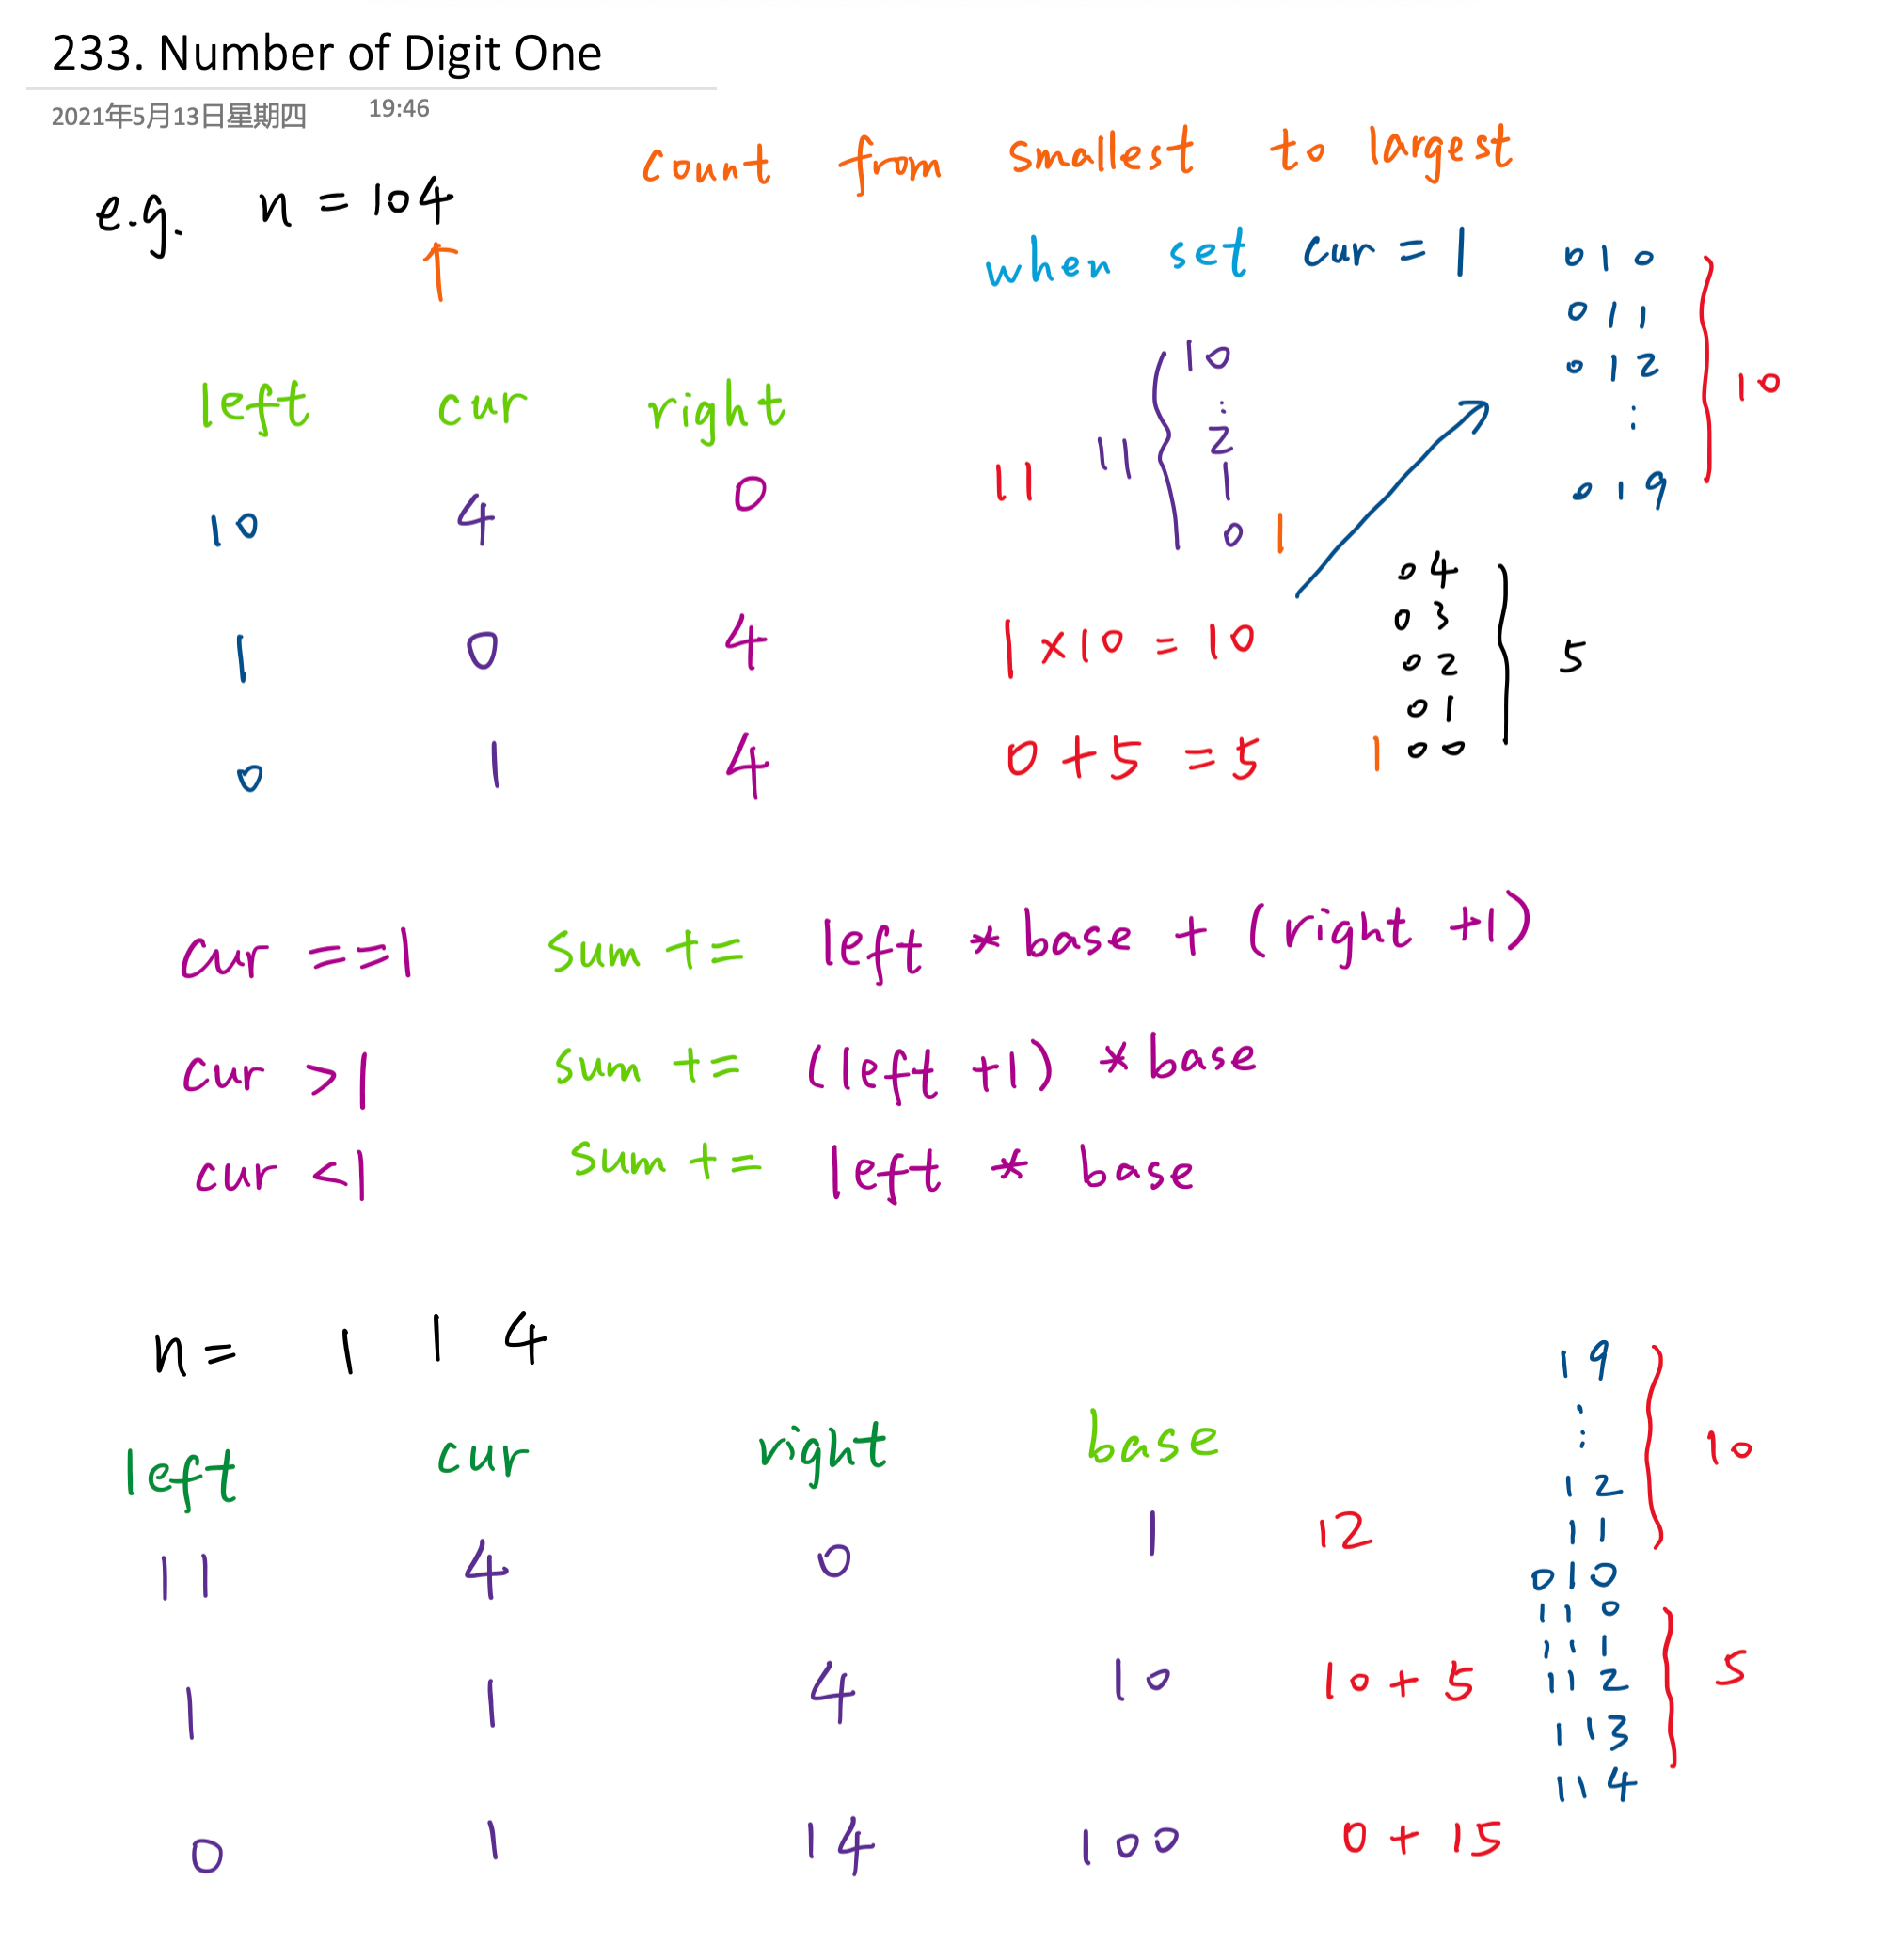 233. Number of Digit One
2021年5月13日星期四 19:46
count from smallest to largest
e.g. n = 104
↑
when set cur = 1
010
011
012
⋮
019
10
left cur right
10 4 0 11 11
10
⋮
2
1
0 1
1 0 4 1 × 10 = 10
04
03
02
01
1 00
5
0 1 4 0 + 5 = 5
cur == 1 sum += left * base + (right + 1)
cur > 1 sum += (left + 1) * base
cur < 1 sum += left * base
n = 1 1 4
left cur right base
11 4 0 1 12
1 1 4 10 10 + 5
0 1 14 100 0 + 15
19
⋮
12
11
010
10
110
111
112
113
114
5